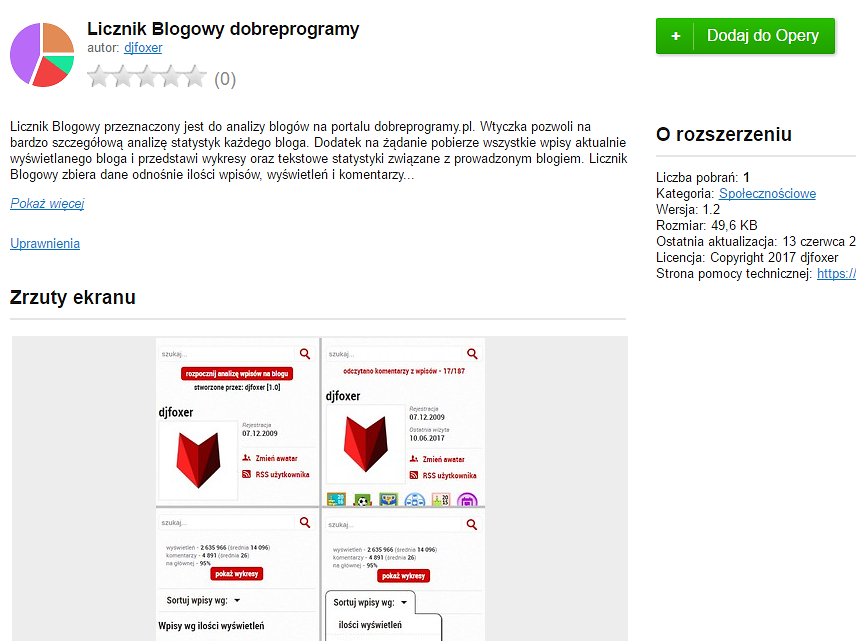 Licznik Blogowy dobreprogramy
autor: djfoxer
(0)
+ Dodaj do Opery
Licznik Blogowy przeznaczony jest do analizy blogów na portalu dobreprogramy.pl. Wtyczka pozwoli na
bardzo szczegółową analizę statystyk każdego bloga. Dodatek na żądanie pobierze wszystkie wpisy aktualnie
wyświetlanego bloga i przedstawi wykresy oraz tekstowe statystyki związane z prowadzonym blogiem. Licznik
Blogowy zbiera dane odnośnie ilości wpisów, wyświetleń i komentarzy...
Pokaż więcej
Uprawnienia
O rozszerzeniu
Liczba pobrań: 1
Kategoria: Społecznościowe
Wersja: 1.2
Rozmiar: 49,6 KB
Ostatnia aktualizacja: 13 czerwca 2
Licencja: Copyright 2017 djfoxer
Strona pomocy technicznej: https://
Zrzuty ekranu
szukaj...
rozpocznij analizę wpisów na blogu
stworzone przez: djfoxer [1.0]
djfoxer
Rejestracja
07.12.2009
Zmień awatar
RSS użytkownika
szukaj...
odczytano komentarzy z wpisów - 17/187
djfoxer
Rejestracja
07.12.2009
Ostatnia wizyta
10.06.2017
Zmień awatar
RSS użytkownika
szukaj...
wyświetleń - 2 635 966 (średnia 14 096)
komentarzy - 4 891 (średnia 26)
na głównej - 95%
pokaż wykresy
Sortuj wpisy wg:
Wpisy wg ilości wyświetleń
szukaj...
wyświetleń - 2 635 966 (średnia 14 096)
komentarzy - 4 891 (średnia 26)
na głównej - 95%
pokaż wykresy
Sortuj wpisy wg:
ilości wyświetleń